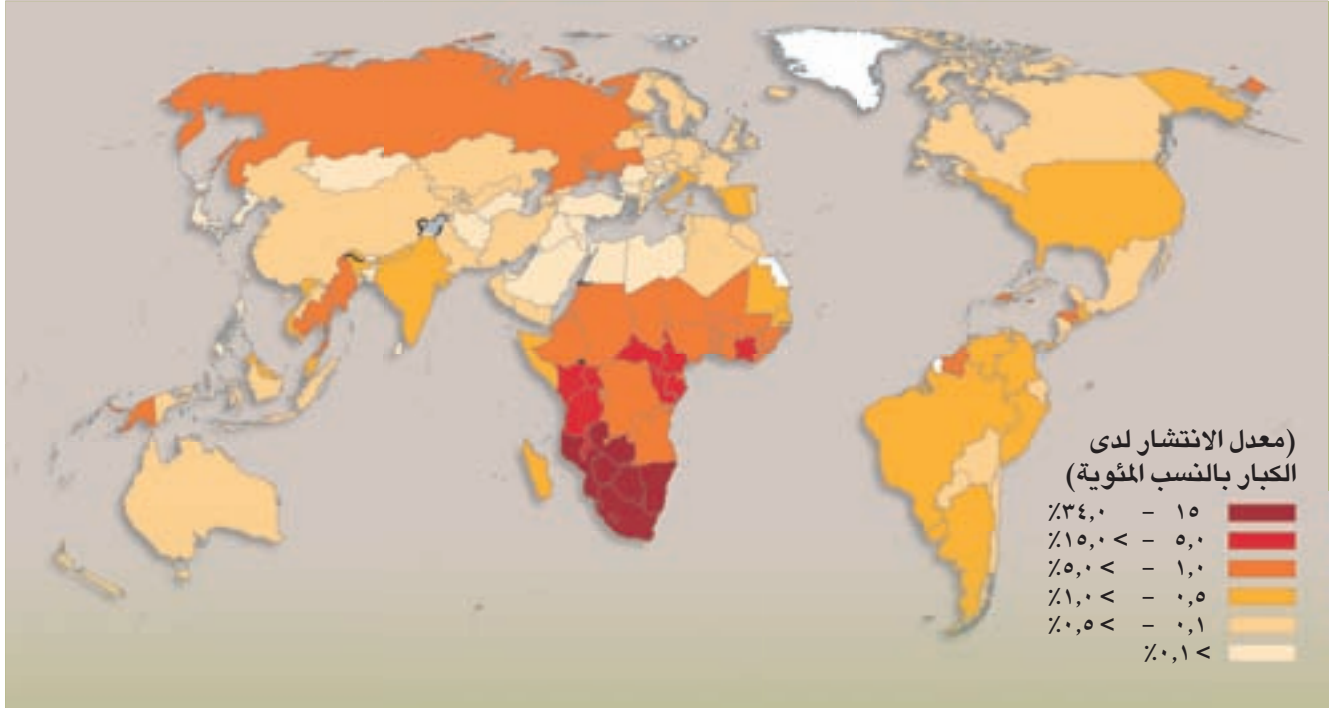 (معدل الانتشار لدى
الكبار بالنسب المئوية)
١٥ – ٣٤,٠٪
٥,٠ – > ١٥,٠٪
١,٠ – > ٥,٠٪
٠,٥ – > ١,٠٪
٠,١ – > ٠,٥٪
> ٠,١٪